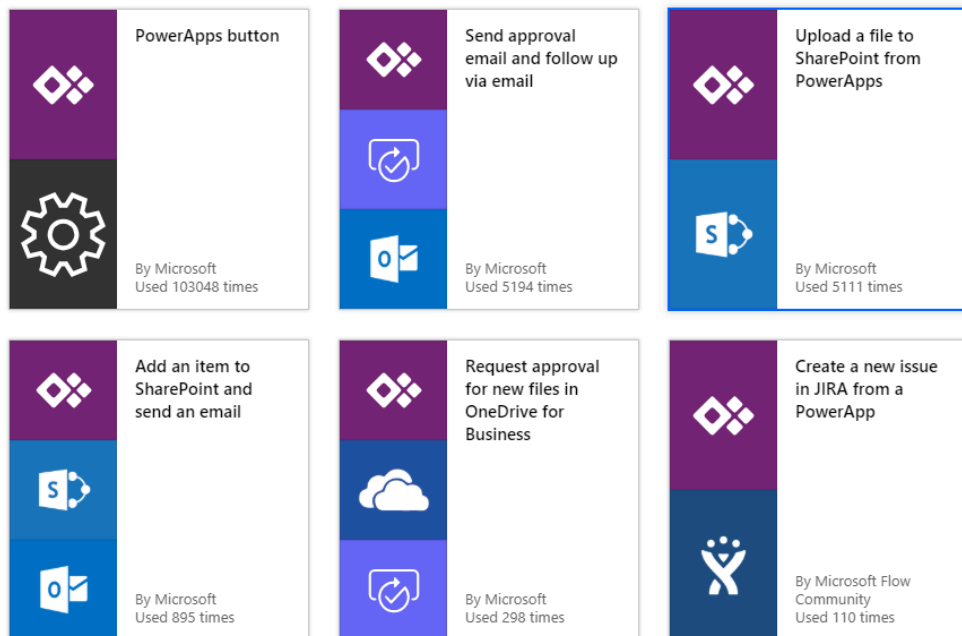 PowerApps button
By Microsoft
Used 103048 times
Send approval
email and follow up
via email
By Microsoft
Used 5194 times
Upload a file to
SharePoint from
PowerApps
S
By Microsoft
Used 5111 times
Add an item to
SharePoint and
send an email
S
By Microsoft
Used 895 times
Request approval
for new files in
OneDrive for
Business
By Microsoft
Used 298 times
Create a new issue
in JIRA from a
PowerApp
By Microsoft Flow
Community
Used 110 times